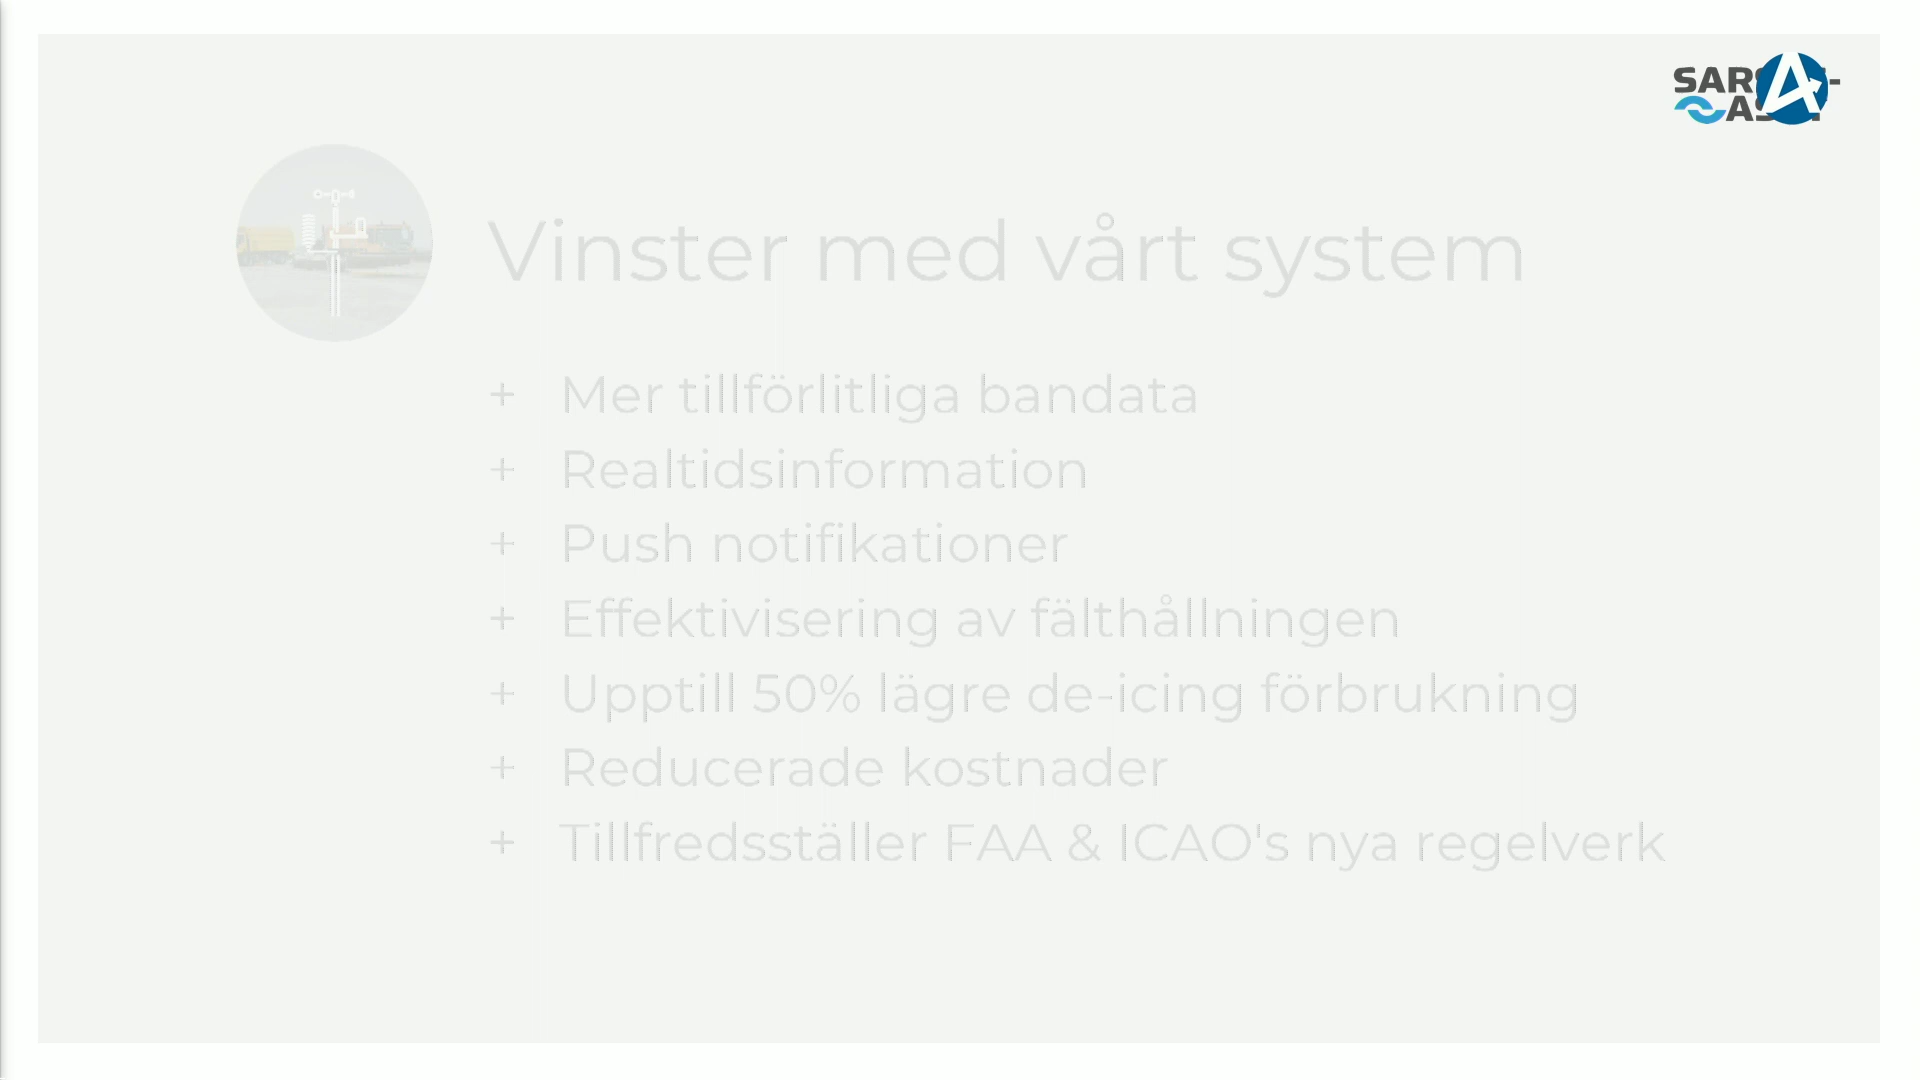 Vinster med vårt system
+ Mer tillförlitliga bandata
+ Realtidsinformation
+ Push notifikationer
+ Effektivisering av fälthållningen
+ Upptill 50% lägre de-icing förbrukning
+ Reducerade kostnader
+ Tillfredsställer FAA & ICAO's nya regelverk